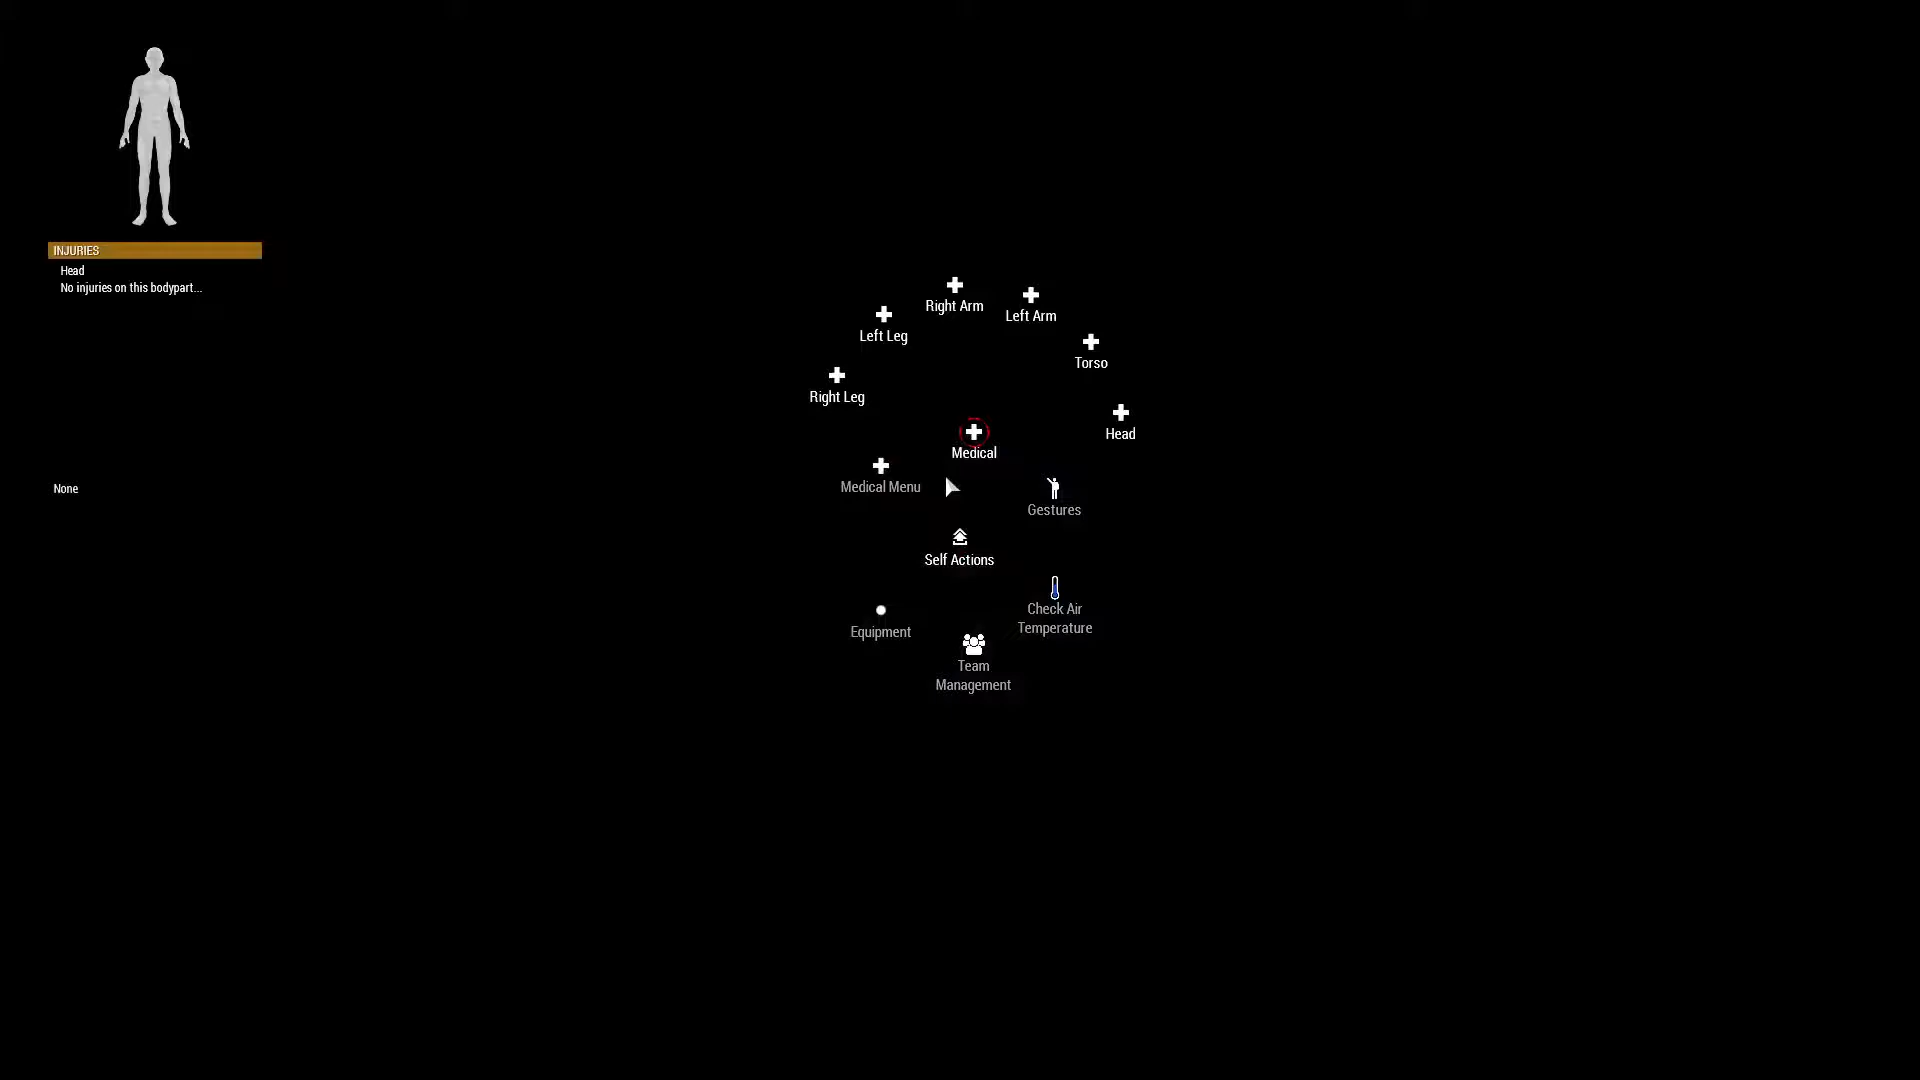 INJURIES
Head
No injuries on this bodypart...
None
Right Arm
Left Arm
Left Leg
Torso
Right Leg
Head
Medical
Medical Menu
Gestures
Self Actions
Check Air
Temperature
Equipment
Team
Management